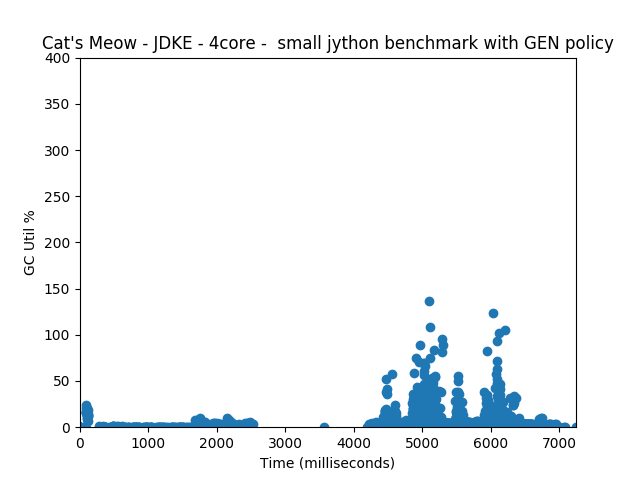 Cat's Meow - JDKE - 4core -  small jython benchmark with GEN policy
400
350
300
250
200
150
100
50
0
GC Util %
0 1000 2000 3000 4000 5000 6000 7000
Time (milliseconds)